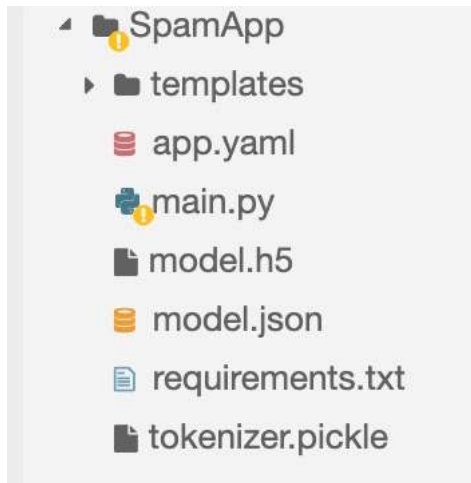 SpamApp
templates
app.yaml
main.py
model.h5
model.json
requirements.txt
tokenizer.pickle